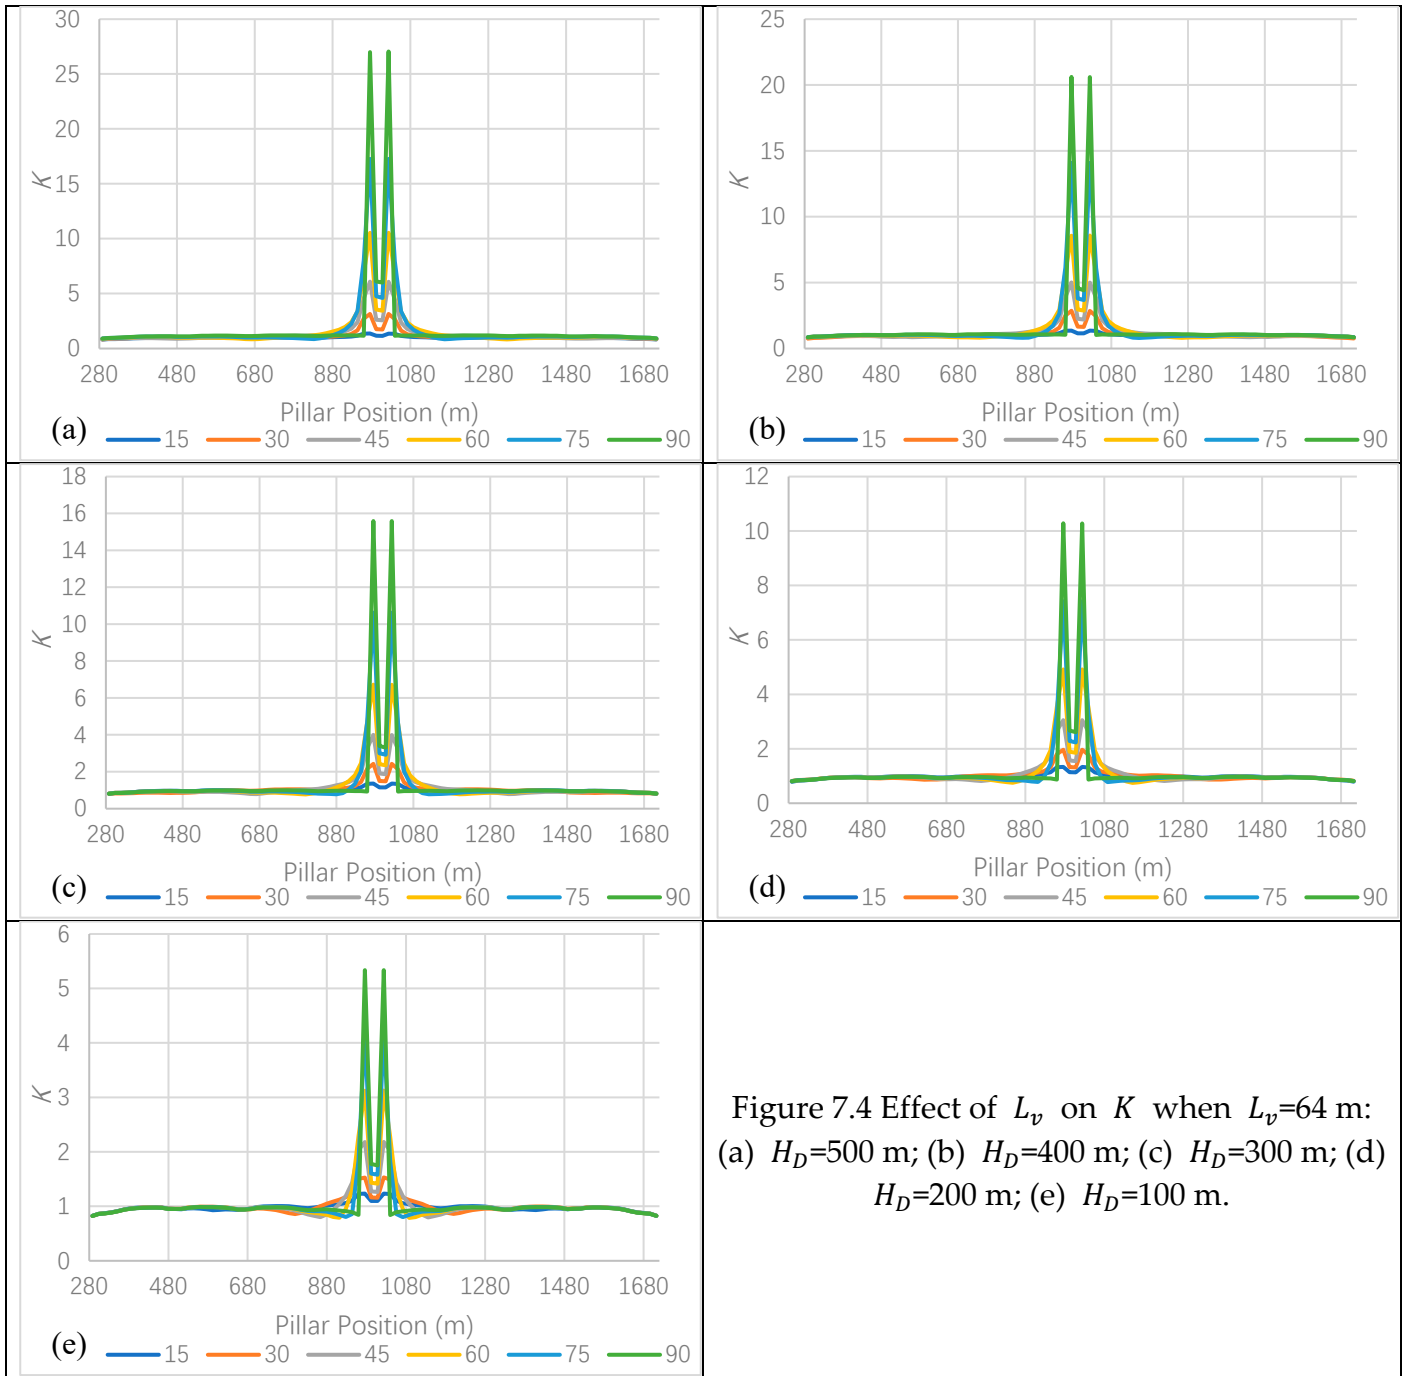 30
25
20
15
10
5
0
K
280 480 680 880 1080 1280 1480 1680
Pillar Position (m)
(a) 15 30 45 60 75 90
25
20
15
10
5
0
K
280 480 680 880 1080 1280 1480 1680
Pillar Position (m)
(b) 15 30 45 60 75 90
18
16
14
12
10
8
6
4
2
0
K
280 480 680 880 1080 1280 1480 1680
Pillar Position (m)
(c) 15 30 45 60 75 90
12
10
8
6
4
2
0
K
280 480 680 880 1080 1280 1480 1680
Pillar Position (m)
(d) 15 30 45 60 75 90
6
5
4
3
2
1
0
K
280 480 680 880 1080 1280 1480 1680
Pillar Position (m)
(e) 15 30 45 60 75 90
Figure 7.4 Effect of L_v on K when L_v=64 m:
(a) H_D=500 m; (b) H_D=400 m; (c) H_D=300 m; (d)
H_D=200 m; (e) H_D=100 m.